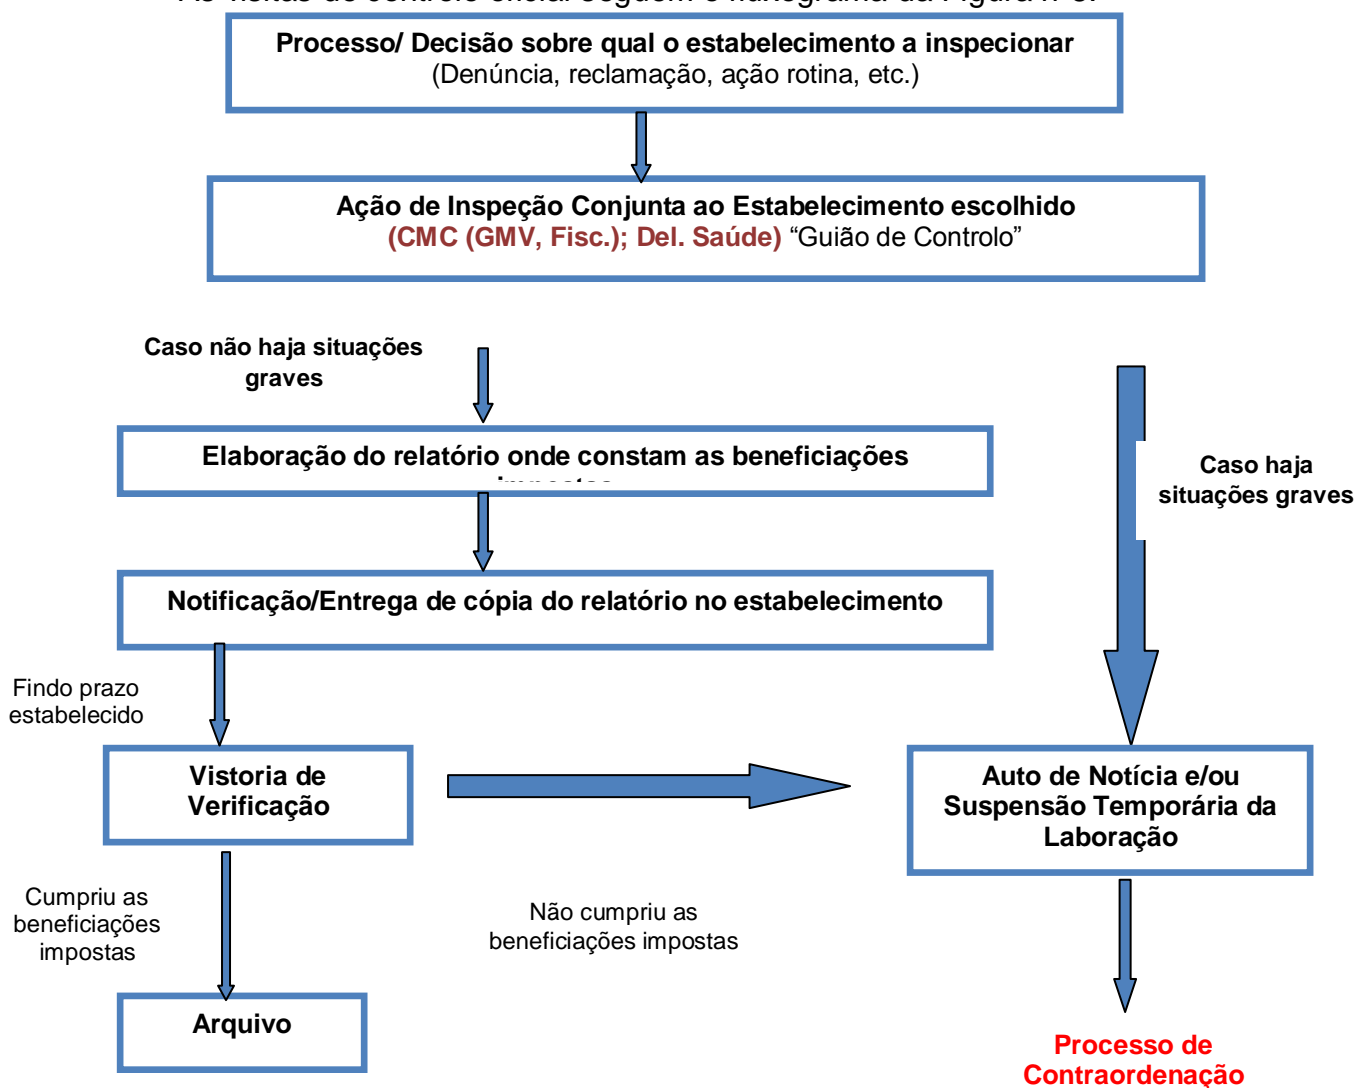 Processo/ Decisão sobre qual o estabelecimento a inspecionar
(Denúncia, reclamação, ação rotina, etc.)
Ação de Inspeção Conjunta ao Estabelecimento escolhido
(CMC (GMV, Fisc.); Del. Saúde) “Guião de Controlo”
Caso não haja situações
graves
Elaboração do relatório onde constam as beneficiações
Caso haja
situações graves
Notificação/Entrega de cópia do relatório no estabelecimento
Findo prazo
estabelecido
Vistoria de
Verificação
Auto de Notícia e/ou
Suspensão Temporária da
Laboração
Cumpriu as
beneficiações
impostas
Não cumpriu as
beneficiações impostas
Arquivo
Processo de
Contraordenação